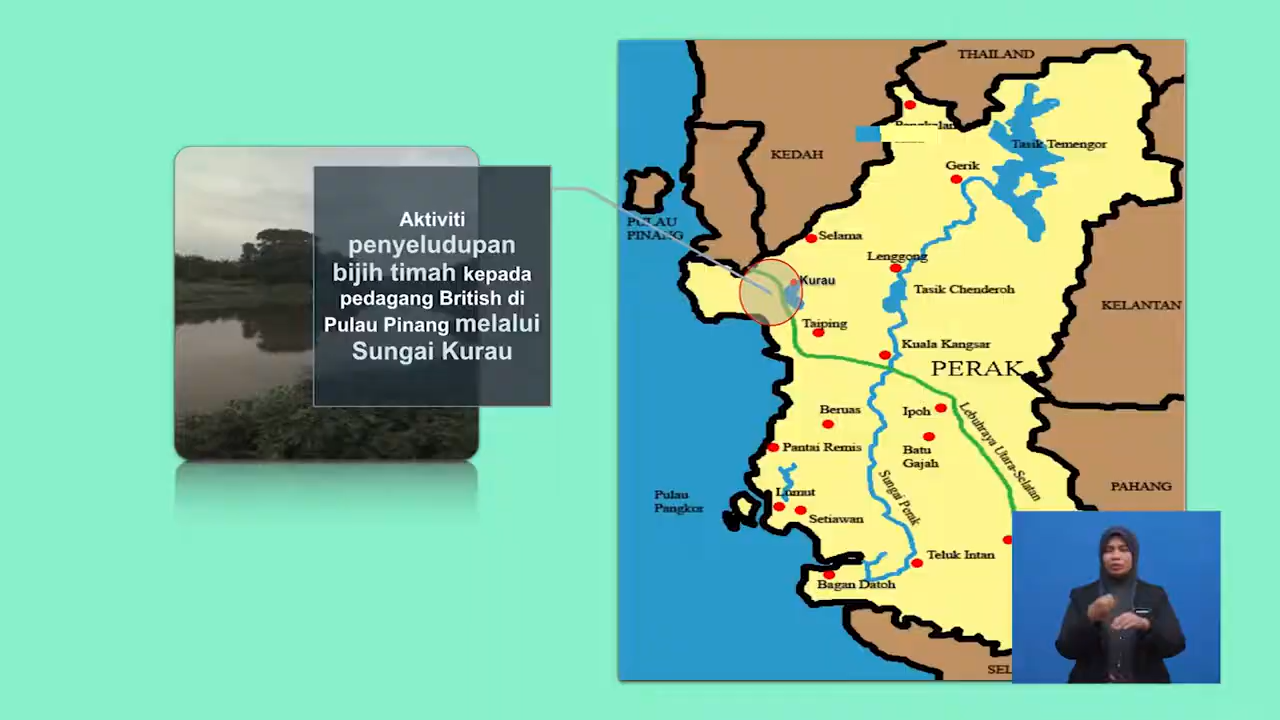 Aktiviti
penyeludupan
bijih timah kepada
pedagang British di
Pulau Pinang melalui
Sungai Kurau
THAILAND
KEDAH
Tasik Temengor
Gerik
PULAU
PINANG
Selama
Lenggong
Kurau
Tasik Chenderoh
KELANTAN
Taiping
Kuala Kangsar
PERAK
Beruas
Ipoh
Lebuhraya Utara-Selatan
Pantai Remis
Batu
Gajah
Pulau
Pangkor
Lumut
Setiawan
Sungai Perak
PAHANG
Teluk Intan
Bagan Datoh
SEL